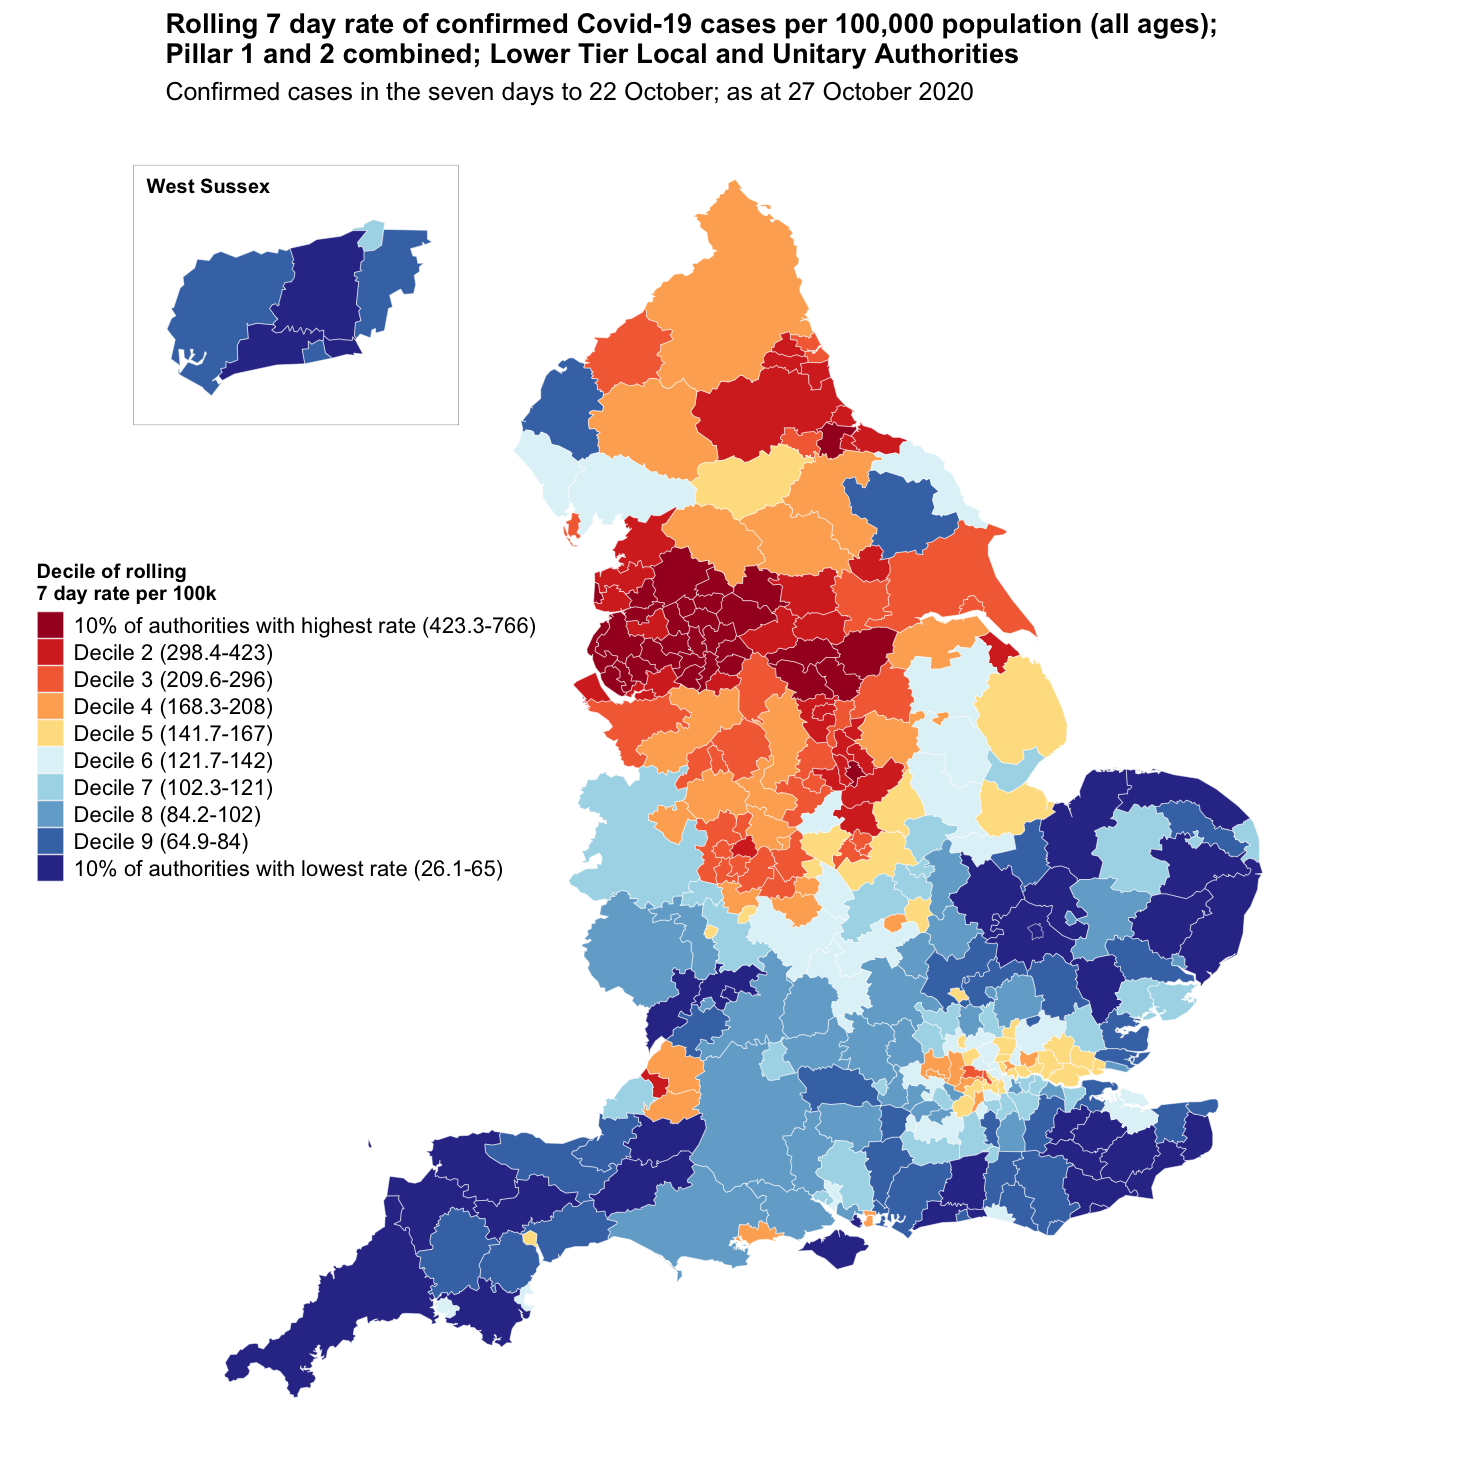 Rolling 7 day rate of confirmed Covid-19 cases per 100,000 population (all ages);
Pillar 1 and 2 combined; Lower Tier Local and Unitary Authorities
Confirmed cases in the seven days to 22 October; as at 27 October 2020
West Sussex
Decile of rolling
7 day rate per 100k
10% of authorities with highest rate (423.3-766)
Decile 2 (298.4-423)
Decile 3 (209.6-296)
Decile 4 (168.3-208)
Decile 5 (141.7-167)
Decile 6 (121.7-142)
Decile 7 (102.3-121)
Decile 8 (84.2-102)
Decile 9 (64.9-84)
10% of authorities with lowest rate (26.1-65)